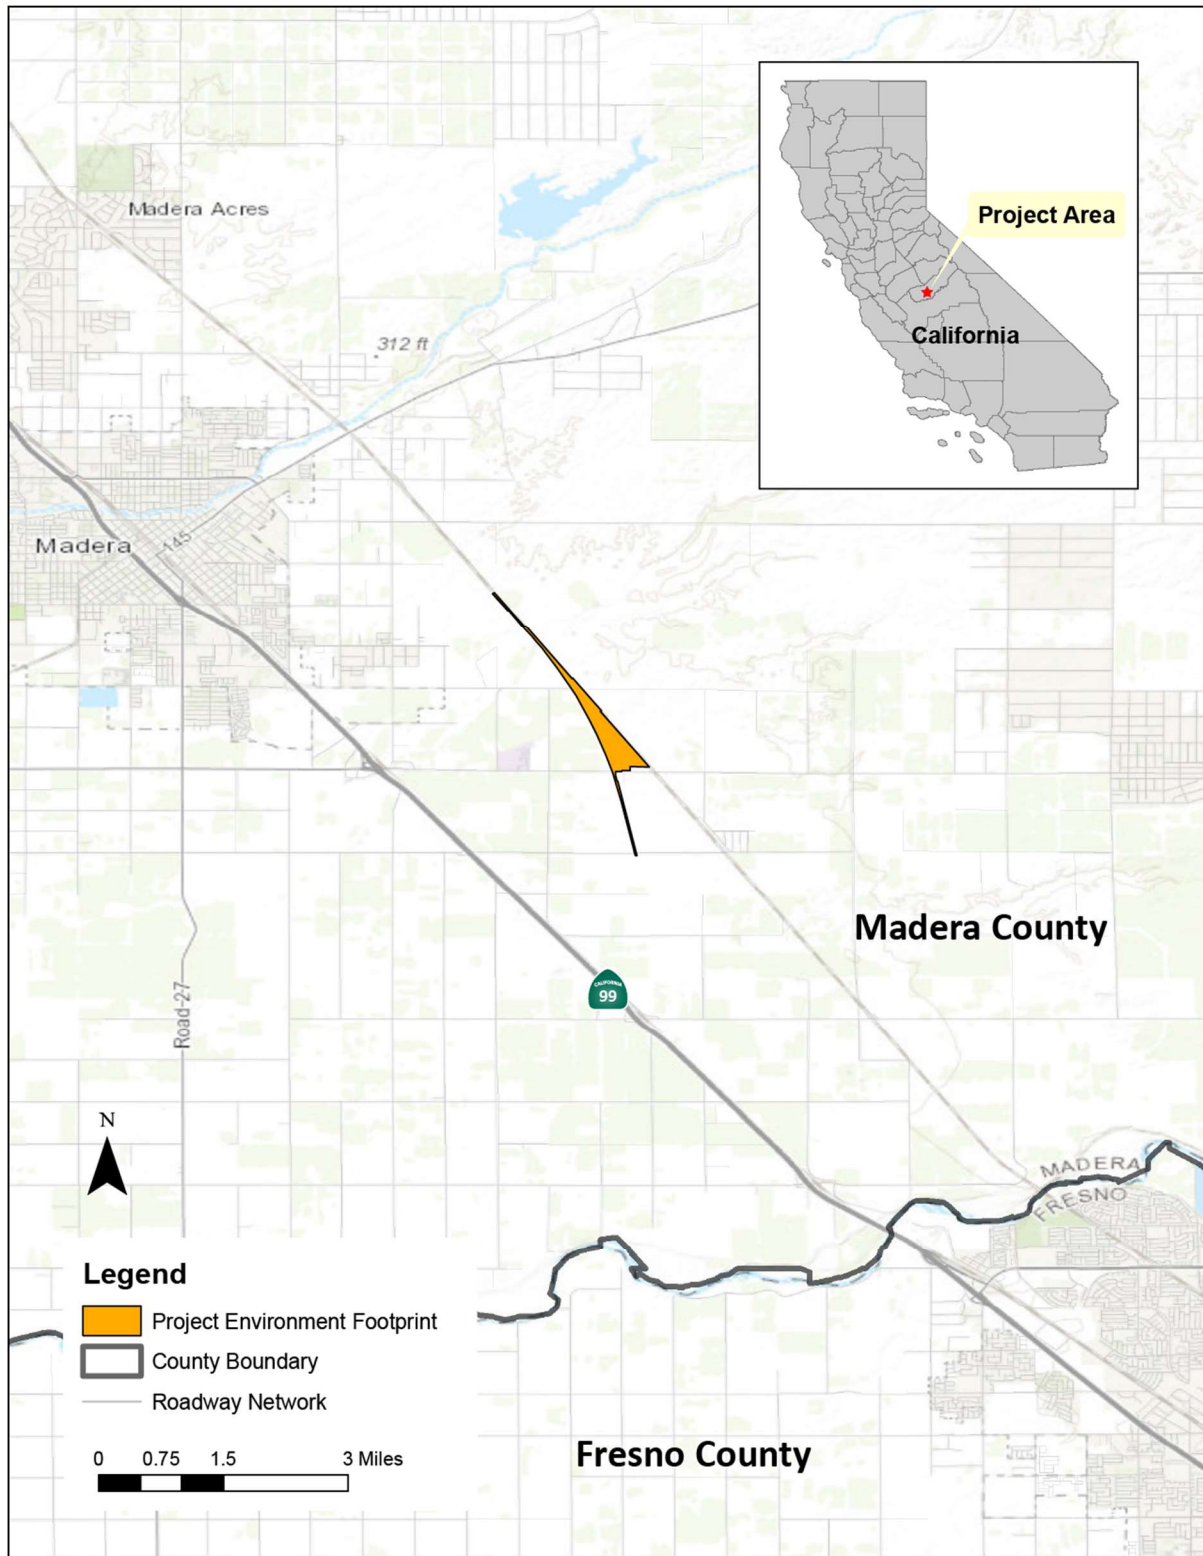 Madera Acres
Project Area
California
312 ft
Madera
145
Madera County
CALIFORNIA
99
Road-27
N
MADERA
FRESNO
Legend
Project Environment Footprint
County Boundary
Roadway Network
0 0.75 1.5 3 Miles
Fresno County